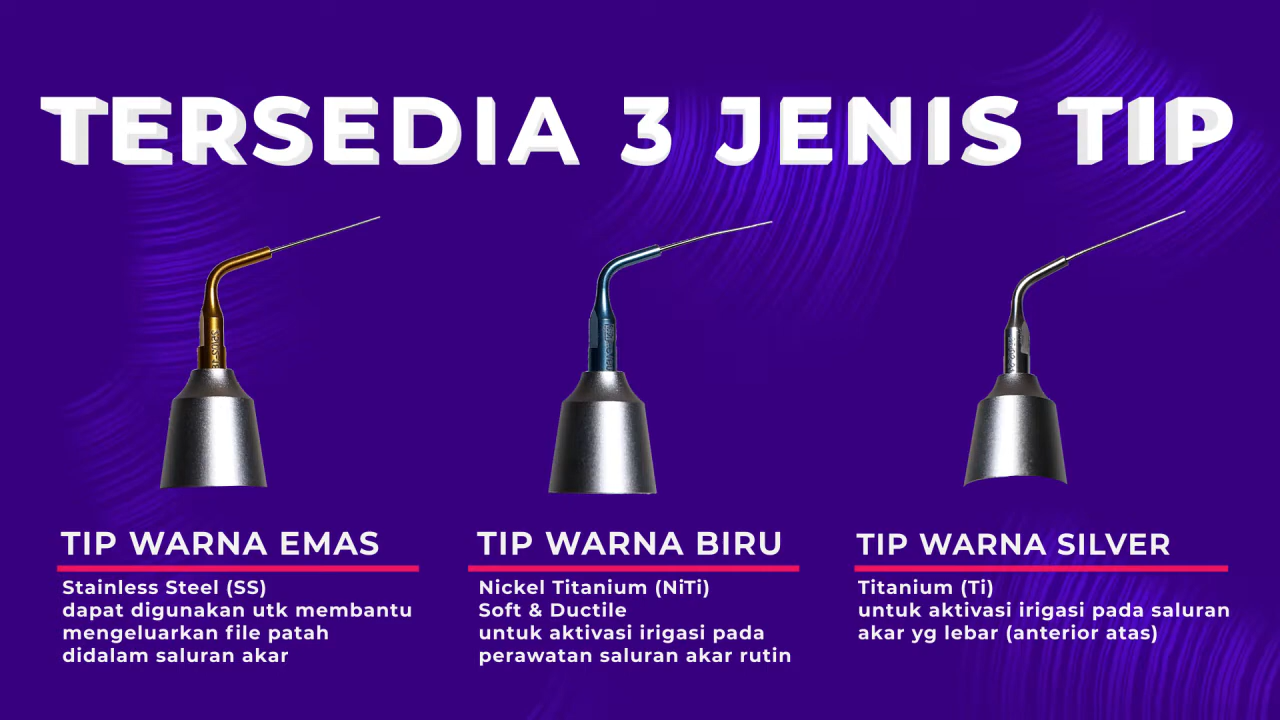 TERSEDIA 3 JENIS TIP
TIP WARNA EMAS
Stainless Steel (SS)
dapat digunakan utk membantu
mengeluarkan file patah
didalam saluran akar
TIP WARNA BIRU
Nickel Titanium (NiTi)
Soft & Ductile
untuk aktivasi irigasi pada
perawatan saluran akar rutin
TIP WARNA SILVER
Titanium (Ti)
untuk aktivasi irigasi pada saluran
akar yg lebar (anterior atas)